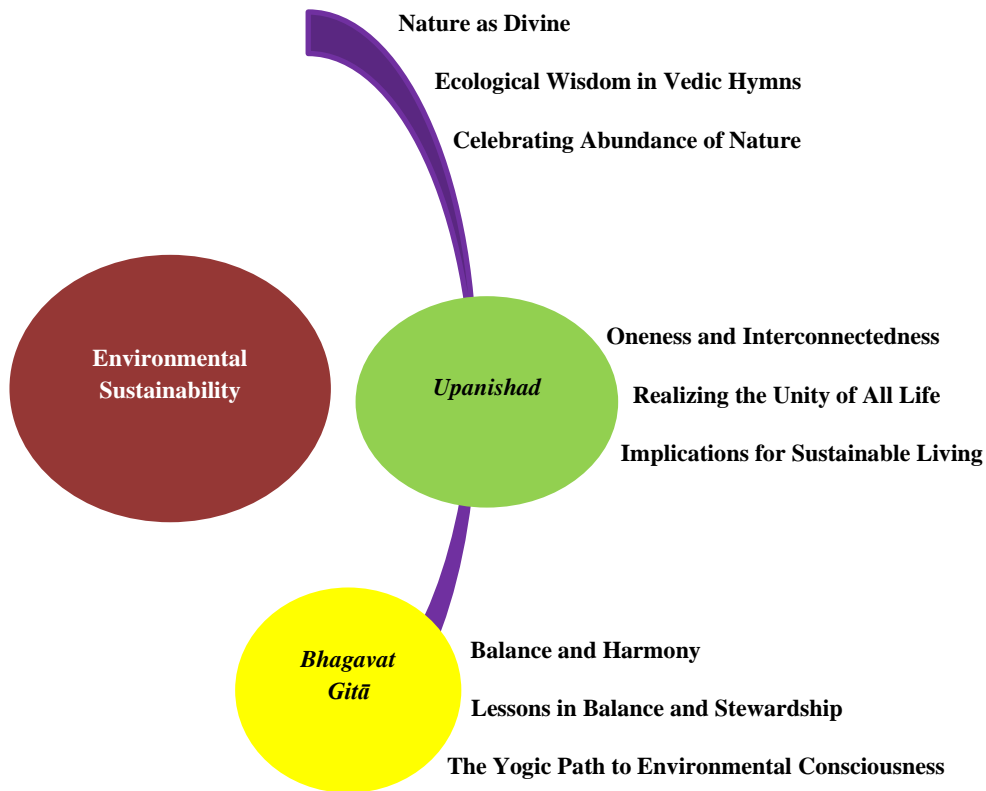 Nature as Divine
Ecological Wisdom in Vedic Hymns
Celebrating Abundance of Nature
Environmental
Sustainability
Upanishad
Oneness and Interconnectedness
Realizing the Unity of All Life
Implications for Sustainable Living
Bhagavat
Gitā
Balance and Harmony
Lessons in Balance and Stewardship
The Yogic Path to Environmental Consciousness